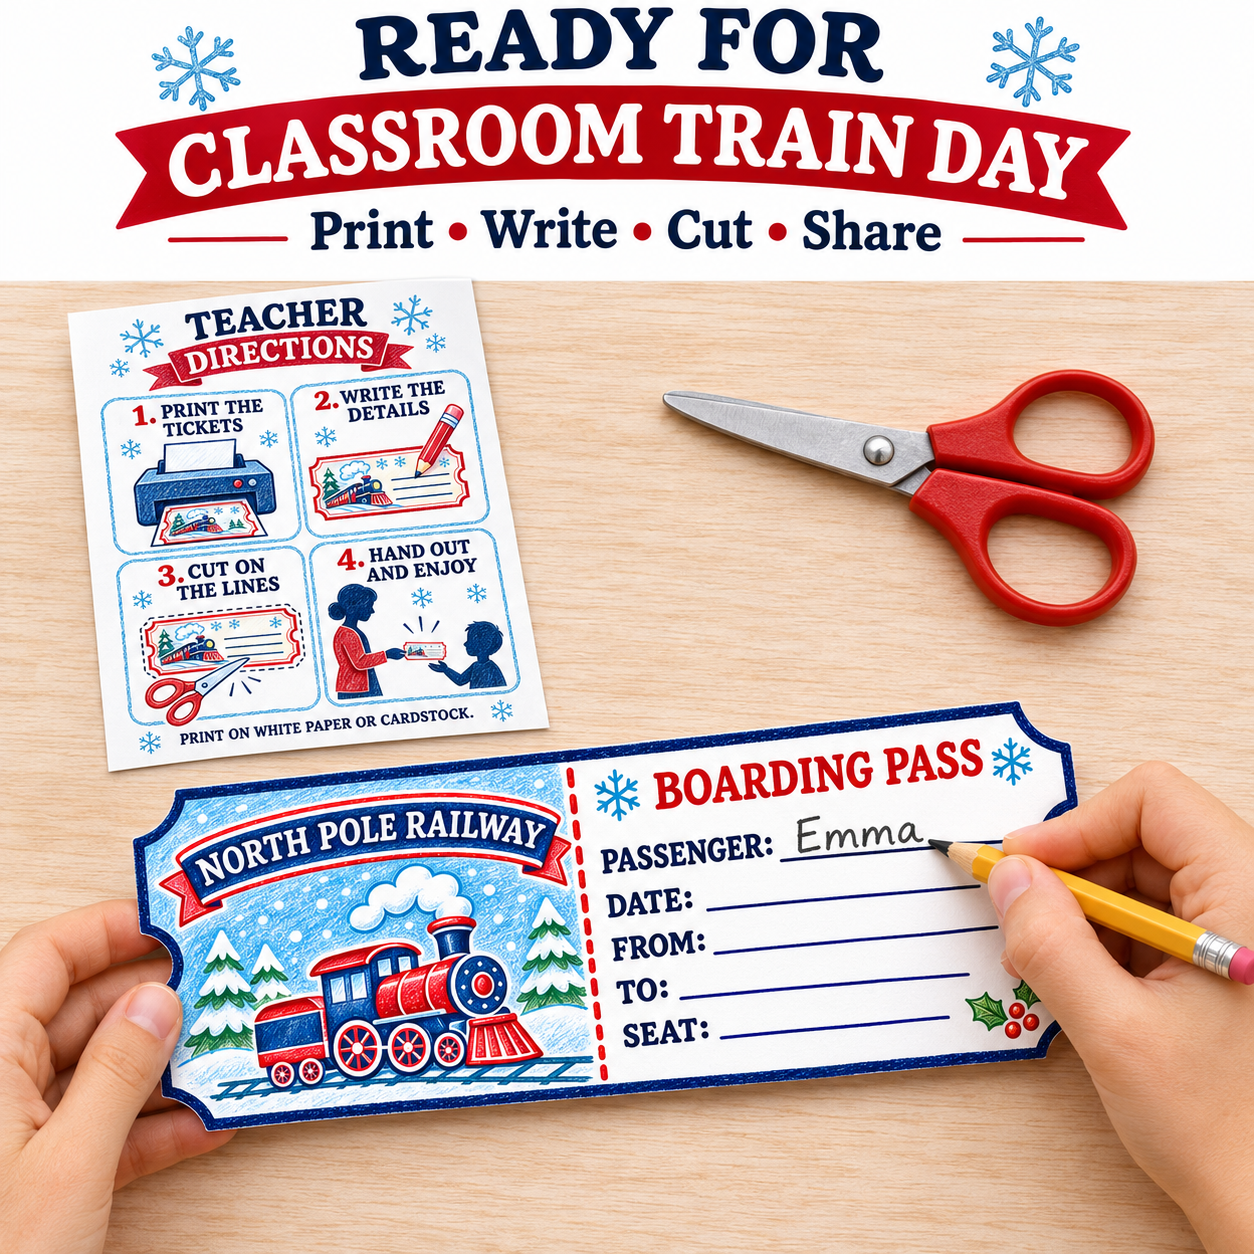 READY FOR
CLASSROOM TRAIN DAY
Print • Write • Cut • Share
TEACHER
DIRECTIONS
1. PRINT THE
TICKETS
2. WRITE THE
DETAILS
3. CUT ON
THE LINES
4. HAND OUT
AND ENJOY
PRINT ON WHITE PAPER OR CARDSTOCK.
NORTH POLE RAILWAY
BOARDING PASS
PASSENGER: Emma
DATE:
FROM:
TO:
SEAT: